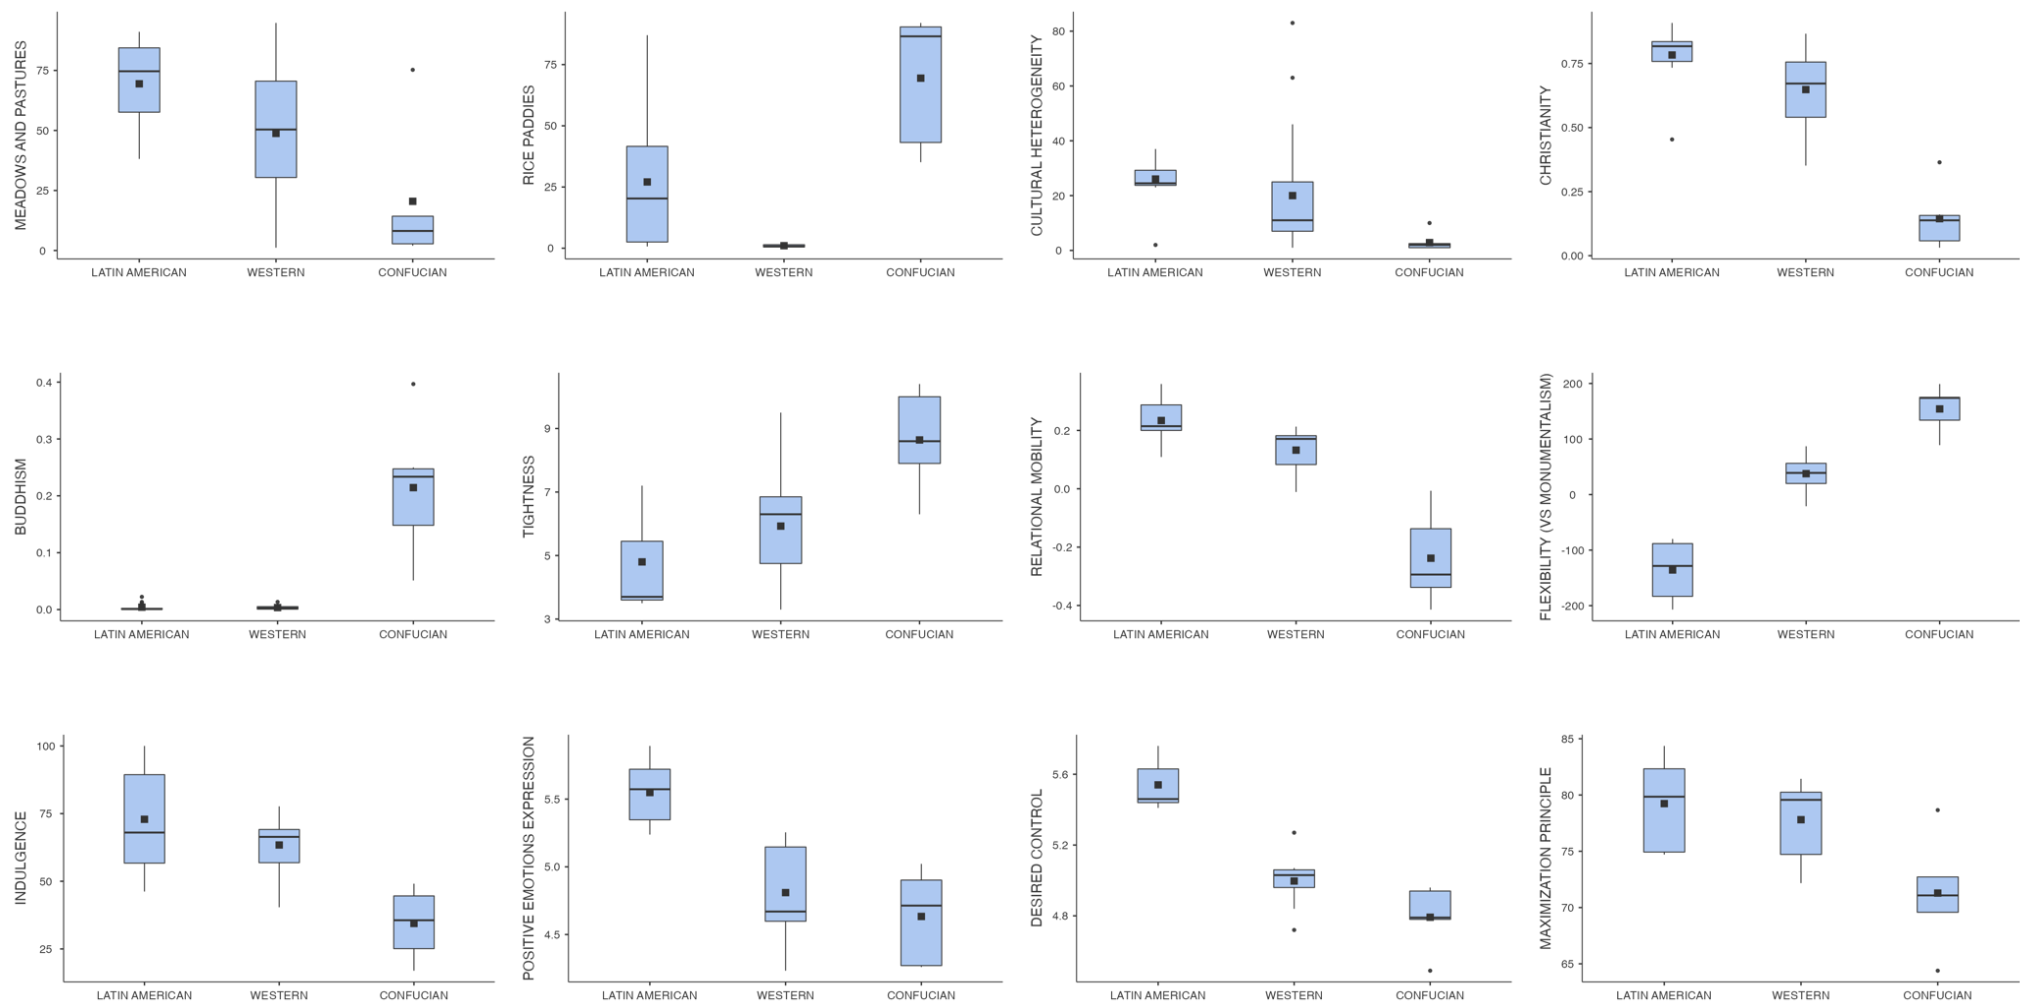 MEADOWS AND PASTURES
75
50
25
0
LATIN AMERICAN
WESTERN
CONFUCIAN
RICE PADDIES
75
50
25
0
LATIN AMERICAN
WESTERN
CONFUCIAN
CULTURAL HETEROGENEITY
80
60
40
20
0
LATIN AMERICAN
WESTERN
CONFUCIAN
CHRISTIANITY
0.75
0.50
0.25
0.00
LATIN AMERICAN
WESTERN
CONFUCIAN
BUDDHISM
0.4
0.3
0.2
0.1
0.0
LATIN AMERICAN
WESTERN
CONFUCIAN
TIGHTNESS
9
7
5
3
LATIN AMERICAN
WESTERN
CONFUCIAN
RELATIONAL MOBILITY
0.2
0.0
-0.2
-0.4
LATIN AMERICAN
WESTERN
CONFUCIAN
FLEXIBILITY (VS MONUMENTALISM)
200
100
0
-100
-200
LATIN AMERICAN
WESTERN
CONFUCIAN
INDULGENCE
100
75
50
25
LATIN AMERICAN
WESTERN
CONFUCIAN
POSITIVE EMOTIONS EXPRESSION
5.5
5.0
4.5
LATIN AMERICAN
WESTERN
CONFUCIAN
DESIRED CONTROL
5.6
5.2
4.8
LATIN AMERICAN
WESTERN
CONFUCIAN
MAXIMIZATION PRINCIPLE
85
80
75
70
65
LATIN AMERICAN
WESTERN
CONFUCIAN